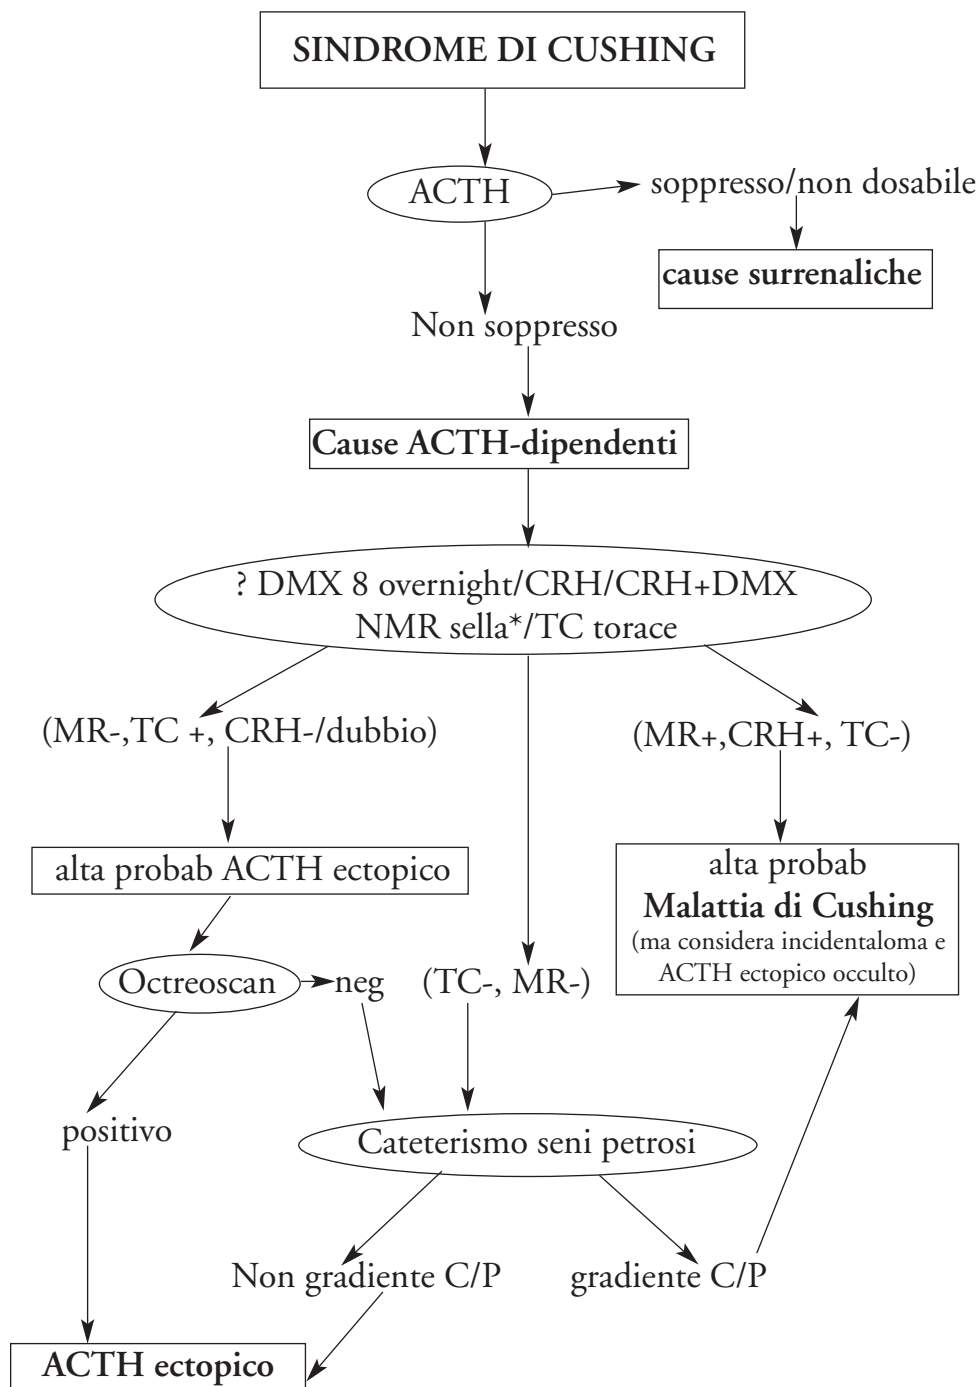 SINDROME DI CUSHING
ACTH
soppresso/non dosabile
cause surrenaliche
Non soppresso
Cause ACTH-dipendenti
? DMX 8 overnight/CRH/CRH+DMX
NMR sella*/TC torace
(MR-,TC +, CRH-/dubbio)
(MR+,CRH+, TC-)
alta probab ACTH ectopico
alta probab
Malattia di Cushing
(ma considera incidentaloma e
ACTH ectopico occulto)
Octreoscan
neg
(TC-, MR-)
positivo
Cateterismo seni petrosi
Non gradiente C/P
gradiente C/P
ACTH ectopico